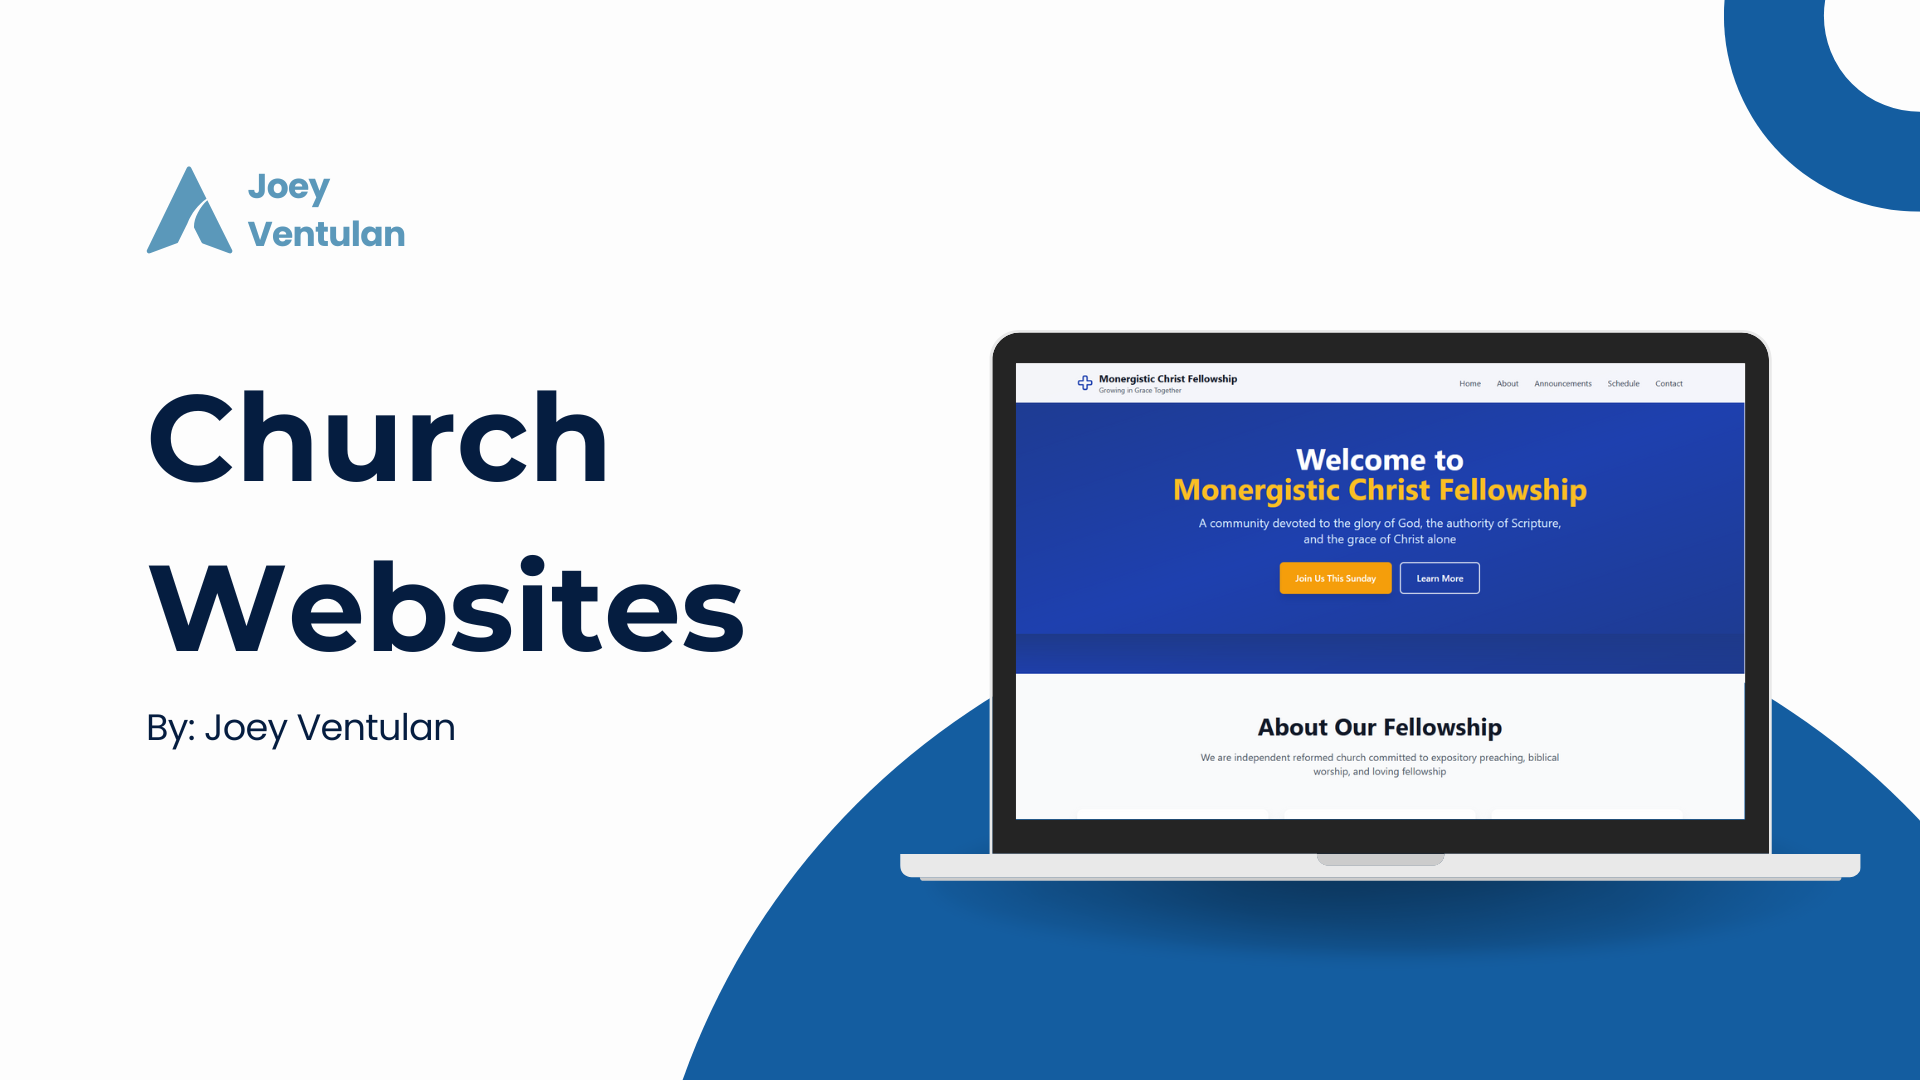 Joey
Ventulan
Church
Websites
By: Joey Ventulan
Monergistic Christ Fellowship
Growing in Grace Together
Home About Announcements Schedule Contact
Welcome to
Monergistic Christ Fellowship
A community devoted to the glory of God, the authority of Scripture,
and the grace of Christ alone
Join Us This Sunday Learn More
About Our Fellowship
We are independent reformed church committed to expository preaching, biblical
worship, and loving fellowship